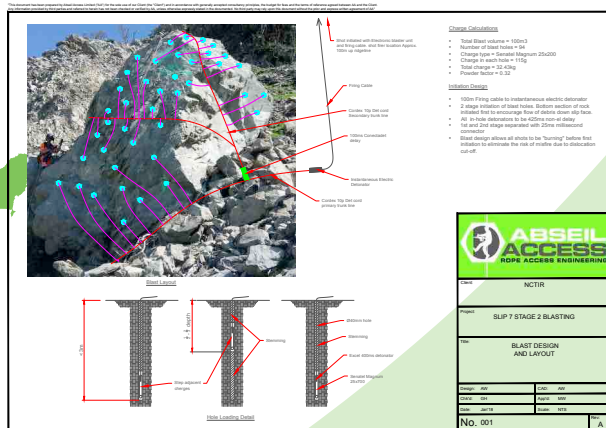 Shot initiated with Electronic blaster unit
and firing cable. shot firer location Approx.
100m up ridgeline
Firing Cable
Cordex 10p Det cord
Secondary trunk line
100ms Connectadet
delay
Instantaneous Electric
Detonator
Cordex 10p Det cord
primary trunk line
Blast Layout
Charge Calculations
Total Blast volume = 100m3
Number of blast holes = 94
Charge type = Senatel Magnum 25x200
Charge in each hole = 115g
Total charge = 32.43kg
Powder factor = 0.32
Initiation Design
100m Firing cable to instantaneous electric detonator
2 stage initiation of blast holes. Bottom section of rock
initiated first to encourage flow of debris down slip face.
All in-hole detonators to be 425ms non-el delay
1st and 2nd stage separated with 25ms millisecond
connector
Blast design allows all shots to be "burning" before first
initiation to eliminate the risk of misfire due to dislocation
cut-off.
depth
Stemming
Stemming
Senatel Magnum
25x200
Step adjacent
charges
Hole Loading Detail
ABSEIL
ACCESS
ROPE ACCESS ENGINEERING
Client:
NCTIR
Project:
SLIP 7 STAGE 2 BLASTING
Title:
BLAST DESIGN
AND LAYOUT
Design: AW
CAD: AW
Chk'd: GH
App'd: MW
Date: Jan'18
Scale: NTS
No. 001
Rev:
A